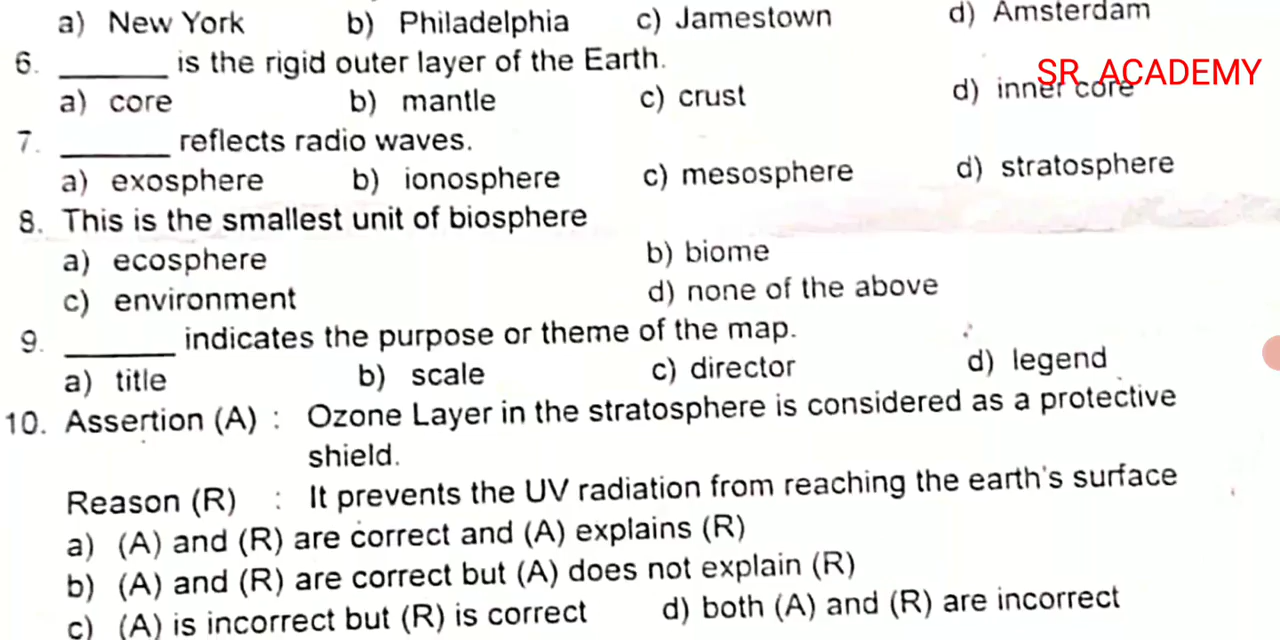 a) New York b) Philadelphia c) Jamestown d) Amsterdam
6. ________ is the rigid outer layer of the Earth.
SR ACADEMY
a) core b) mantle c) crust d) inner core
7. ________ reflects radio waves.
a) exosphere b) ionosphere c) mesosphere d) stratosphere
8. This is the smallest unit of biosphere
a) ecosphere b) biome
c) environment d) none of the above
9. ________ indicates the purpose or theme of the map.
a) title b) scale c) director d) legend
10. Assertion (A) : Ozone Layer in the stratosphere is considered as a protective
shield.
Reason (R) : It prevents the UV radiation from reaching the earth's surface
a) (A) and (R) are correct and (A) explains (R)
b) (A) and (R) are correct but (A) does not explain (R)
c) (A) is incorrect but (R) is correct d) both (A) and (R) are incorrect